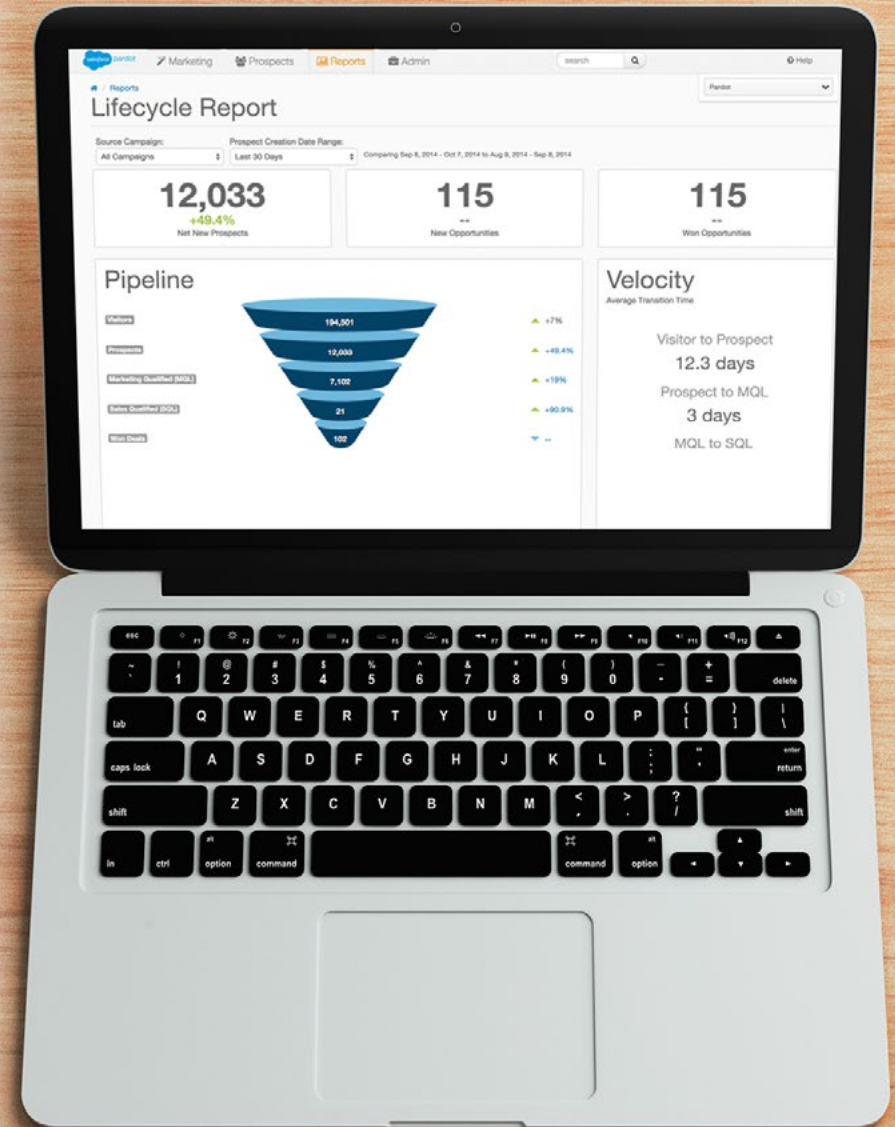 salesforce pardot Marketing Prospects Reports Admin search Help
/ Reports
Pardot
Lifecycle Report
Source Campaign: Prospect Creation Date Range:
All Campaigns Last 30 Days Comparing Sep 8, 2014 - Oct 7, 2014 to Aug 9, 2014 - Sep 8, 2014
12,033 115 115
+49.4% -- --
Net New Prospects New Opportunities Won Opportunities
Pipeline
Visitors 194,501 +7%
Prospects 12,033 +49.4%
Marketing Qualified (MQL) 7,102 +19%
Sales Qualified (SQL) 21 +90.9%
Won Deals 102 --
Velocity
Average Transition Time
Visitor to Prospect
12.3 days
Prospect to MQL
3 days
MQL to SQL
esc F1 F2 F3 F4 F5 F6 F7 F8 F9 F10 F11 F12
~ ! @ # $ % ^ & * ( ) — +
` 1 2 3 4 5 6 7 8 9 0 - = delete
tab Q W E R T Y U I O P { [ } ] | \
caps lock A S D F G H J K L : ; " ' enter return
shift Z X C V B N M < , > . ? / shift
fn ctrl alt option command command alt option